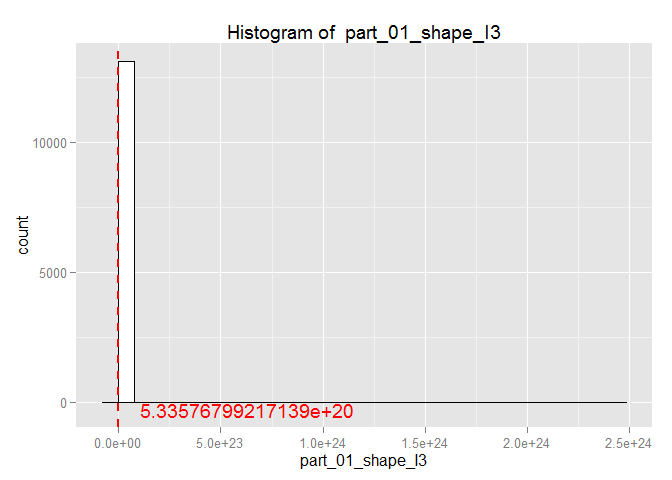 Histogram of  part_01_shape_I3
count
10000
5000
0
5.33576799217139e+20
0.0e+00 5.0e+23 1.0e+24 1.5e+24 2.0e+24 2.5e+24
part_01_shape_I3